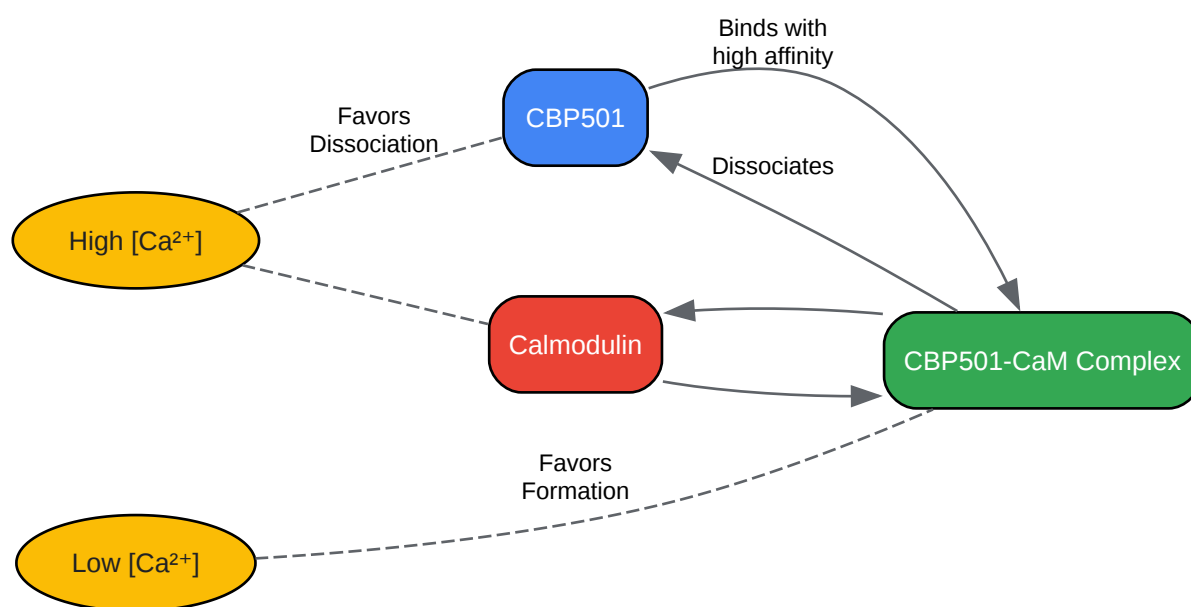 Binds with
high affinity
CBP501
Favors
Dissociation
Dissociates
High [Ca²⁺]
Calmodulin
CBP501-CaM Complex
Favors
Formation
Low [Ca²⁺]